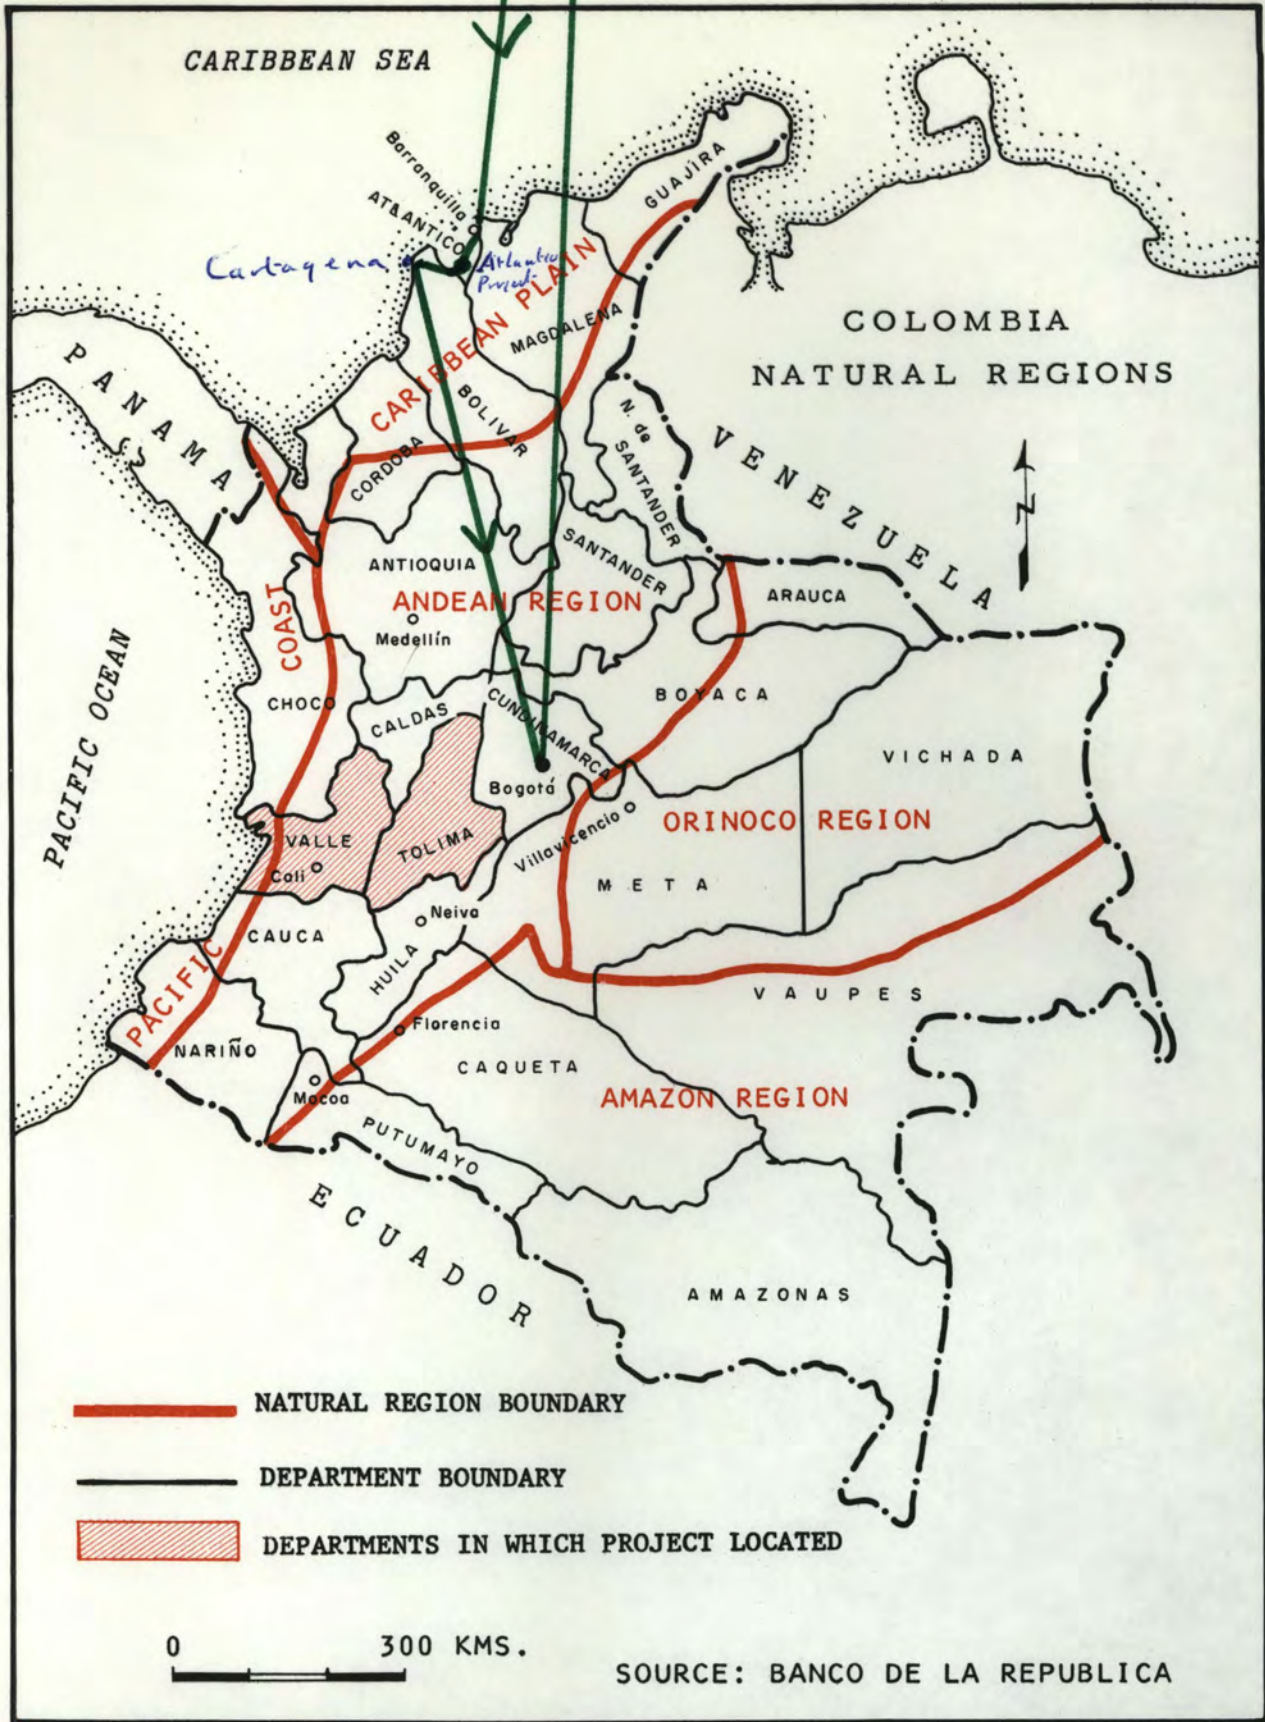 CARIBBEAN SEA
Barranquilla
ATLANTICO
GUAJIRA
Cartagena
Atlantico
Project
CARIBBEAN PLAIN
MAGDALENA
COLOMBIA
NATURAL REGIONS
PANAMA
BOLIVAR
CORDOBA
N. de
SANTANDER
VENEZUELA
N
SANTANDER
ANTIOQUIA
ARAUCA
ANDEAN REGION
Medellín
COAST
PACIFIC OCEAN
CHOCO
BOYACA
CALDAS
CUNDINAMARCA
VICHADA
Bogotá
Villavicencio
ORINOCO REGION
VALLE
TOLIMA
Cali
META
Neiva
CAUCA
HUILA
PACIFIC
VAUPES
Florencia
NARIÑO
CAQUETA
Mocoa
AMAZON REGION
PUTUMAYO
ECUADOR
AMAZONAS
NATURAL REGION BOUNDARY
DEPARTMENT BOUNDARY
DEPARTMENTS IN WHICH PROJECT LOCATED
0 300 KMS.
SOURCE: BANCO DE LA REPUBLICA